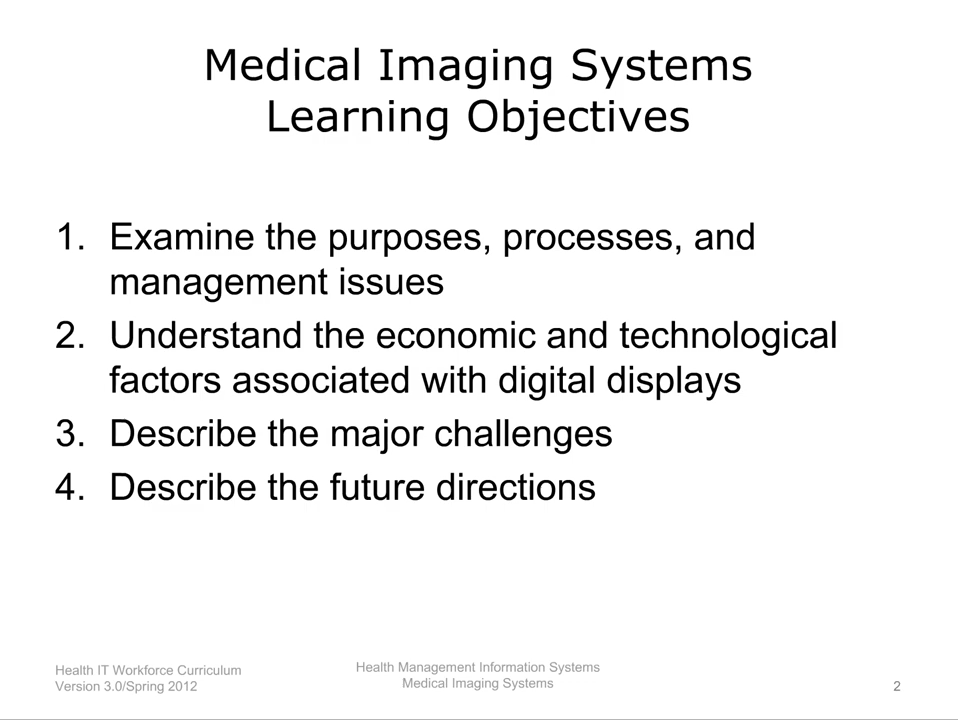 Medical Imaging Systems
Learning Objectives
1. Examine the purposes, processes, and
management issues
2. Understand the economic and technological
factors associated with digital displays
3. Describe the major challenges
4. Describe the future directions
Health IT Workforce Curriculum
Version 3.0/Spring 2012
Health Management Information Systems
Medical Imaging Systems
2